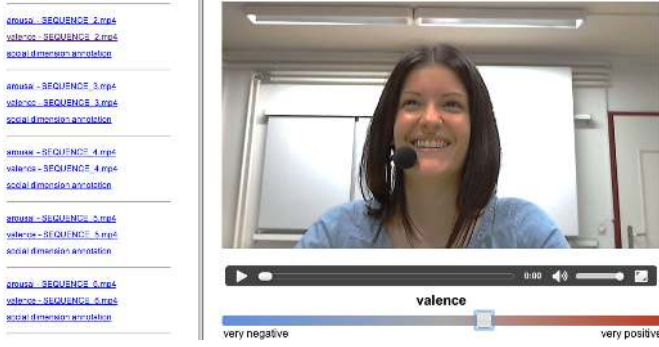 arousal - SEQUENCE_2.mp4
valence - SEQUENCE_2.mp4
social dimension annotation
arousal - SEQUENCE_3.mp4
valence - SEQUENCE_3.mp4
social dimension annotation
arousal - SEQUENCE_4.mp4
valence - SEQUENCE_4.mp4
social dimension annotation
arousal - SEQUENCE_5.mp4
valence - SEQUENCE_5.mp4
social dimension annotation
arousal - SEQUENCE_6.mp4
valence - SEQUENCE_6.mp4
social dimension annotation
0:00
valence
very negative
very positive